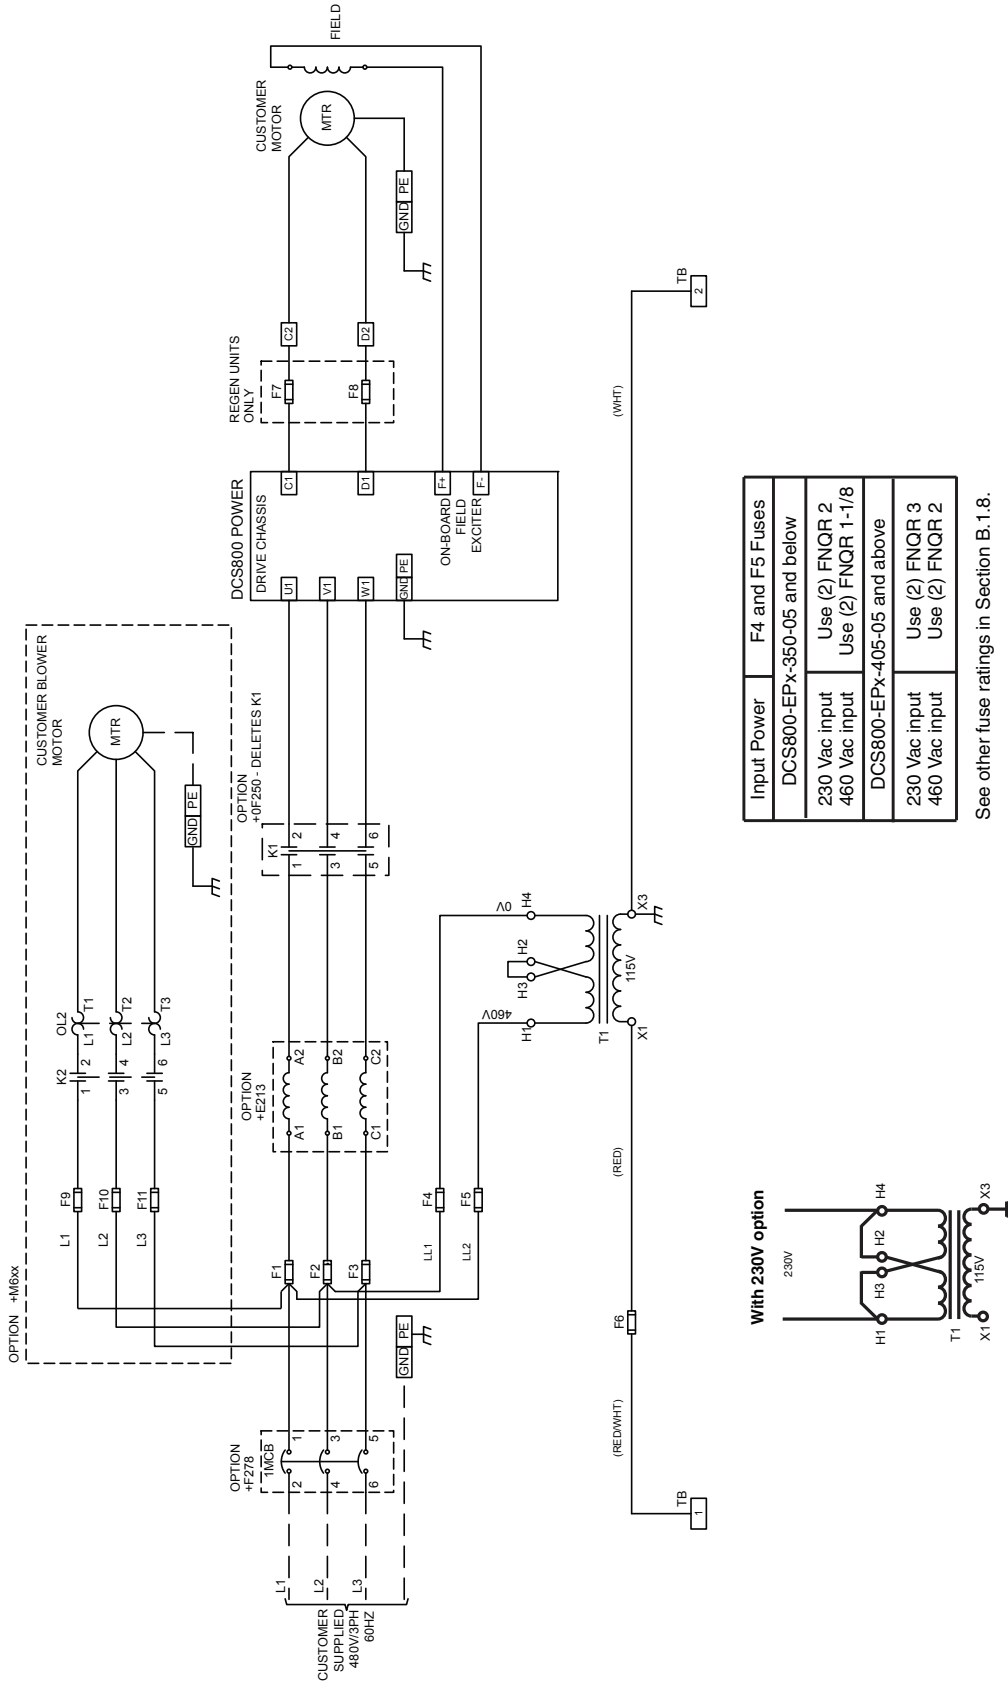 OPTION +M6xx
CUSTOMER BLOWER
MOTOR
MTR
GND PE
L1
L2
L3
F9
F10
F11
K2
1
2
3
4
5
6
OL2
L1
T1
L2
T2
L3
T3
CUSTOMER
SUPPLIED
480V/3PH
60HZ
L1
L2
L3
OPTION
+F278
1MCB
2
1
4
3
6
5
GND PE
F1
F2
F3
OPTION
+E213
A1
A2
B1
B2
C1
C2
OPTION
+0F250 - DELETES K1
K1
1
2
3
4
5
6
DCS800 POWER
DRIVE CHASSIS
U1
V1
W1
GND PE
C1
D1
ON-BOARD
FIELD
EXCITER
F+
F-
REGEN UNITS
ONLY
F7
F8
C2
D2
CUSTOMER
MOTOR
MTR
GND PE
FIELD
LL1
LL2
F4
F5
460V
0V
H1
H3
H2
H4
T1
115V
X1
X3
TB
1
(RED/WHT)
F6
(RED)
(WHT)
TB
2
With 230V option
230V
H1
H3
H2
H4
T1
115V
X1
X3
Input Power
F4 and F5 Fuses
DCS800-EPx-350-05 and below
230 Vac input
Use (2) FNQR 2
460 Vac input
Use (2) FNQR 1-1/8
DCS800-EPx-405-05 and above
230 Vac input
Use (2) FNQR 3
460 Vac input
Use (2) FNQR 2
See other fuse ratings in Section B.1.8.